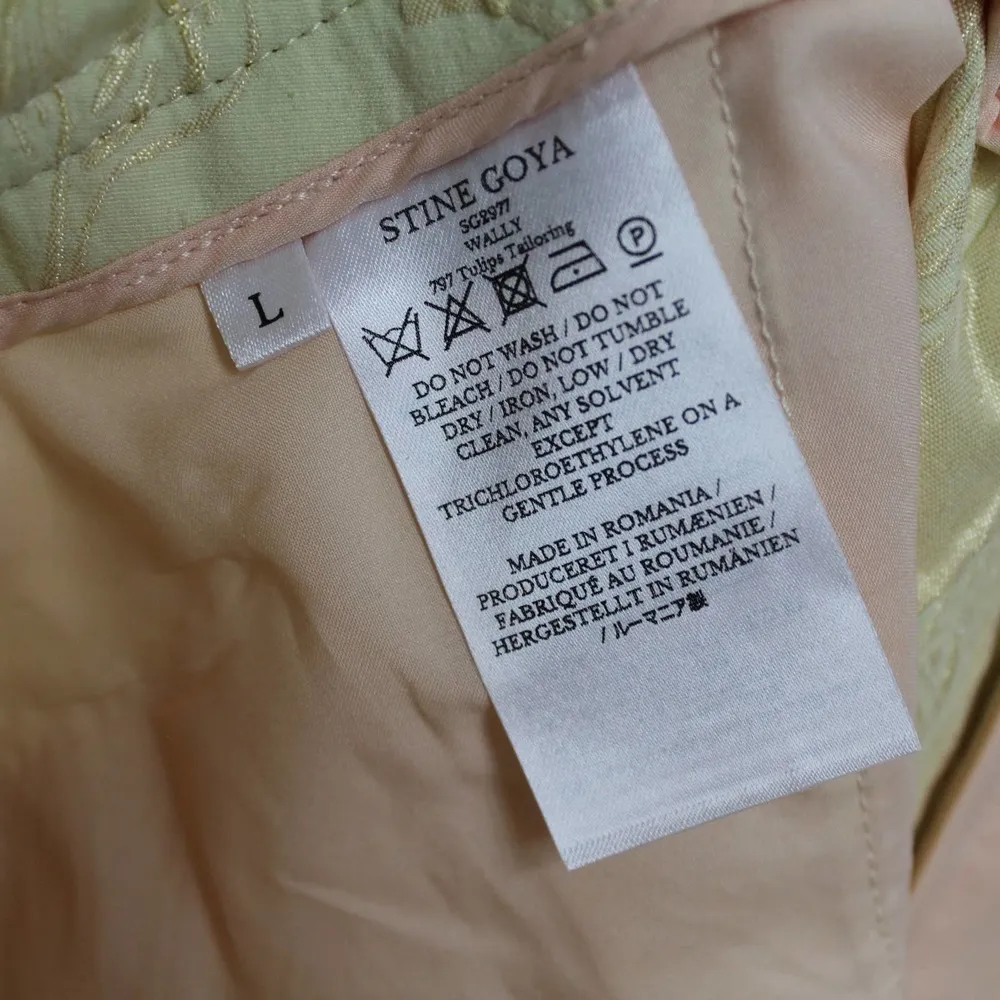 STINE GOYA
SG2977
WALLY
797 Tulips Tailoring
P
L
DO NOT WASH / DO NOT
BLEACH / DO NOT TUMBLE
DRY / IRON, LOW / DRY
CLEAN, ANY SOLVENT
EXCEPT
TRICHLOROETHYLENE ON A
GENTLE PROCESS
MADE IN ROMANIA /
PRODUCERET I RUMÆNIEN /
FABRIQUÉ AU ROUMANIE /
HERGESTELLT IN RUMÄNIEN
/ ルーマニア製